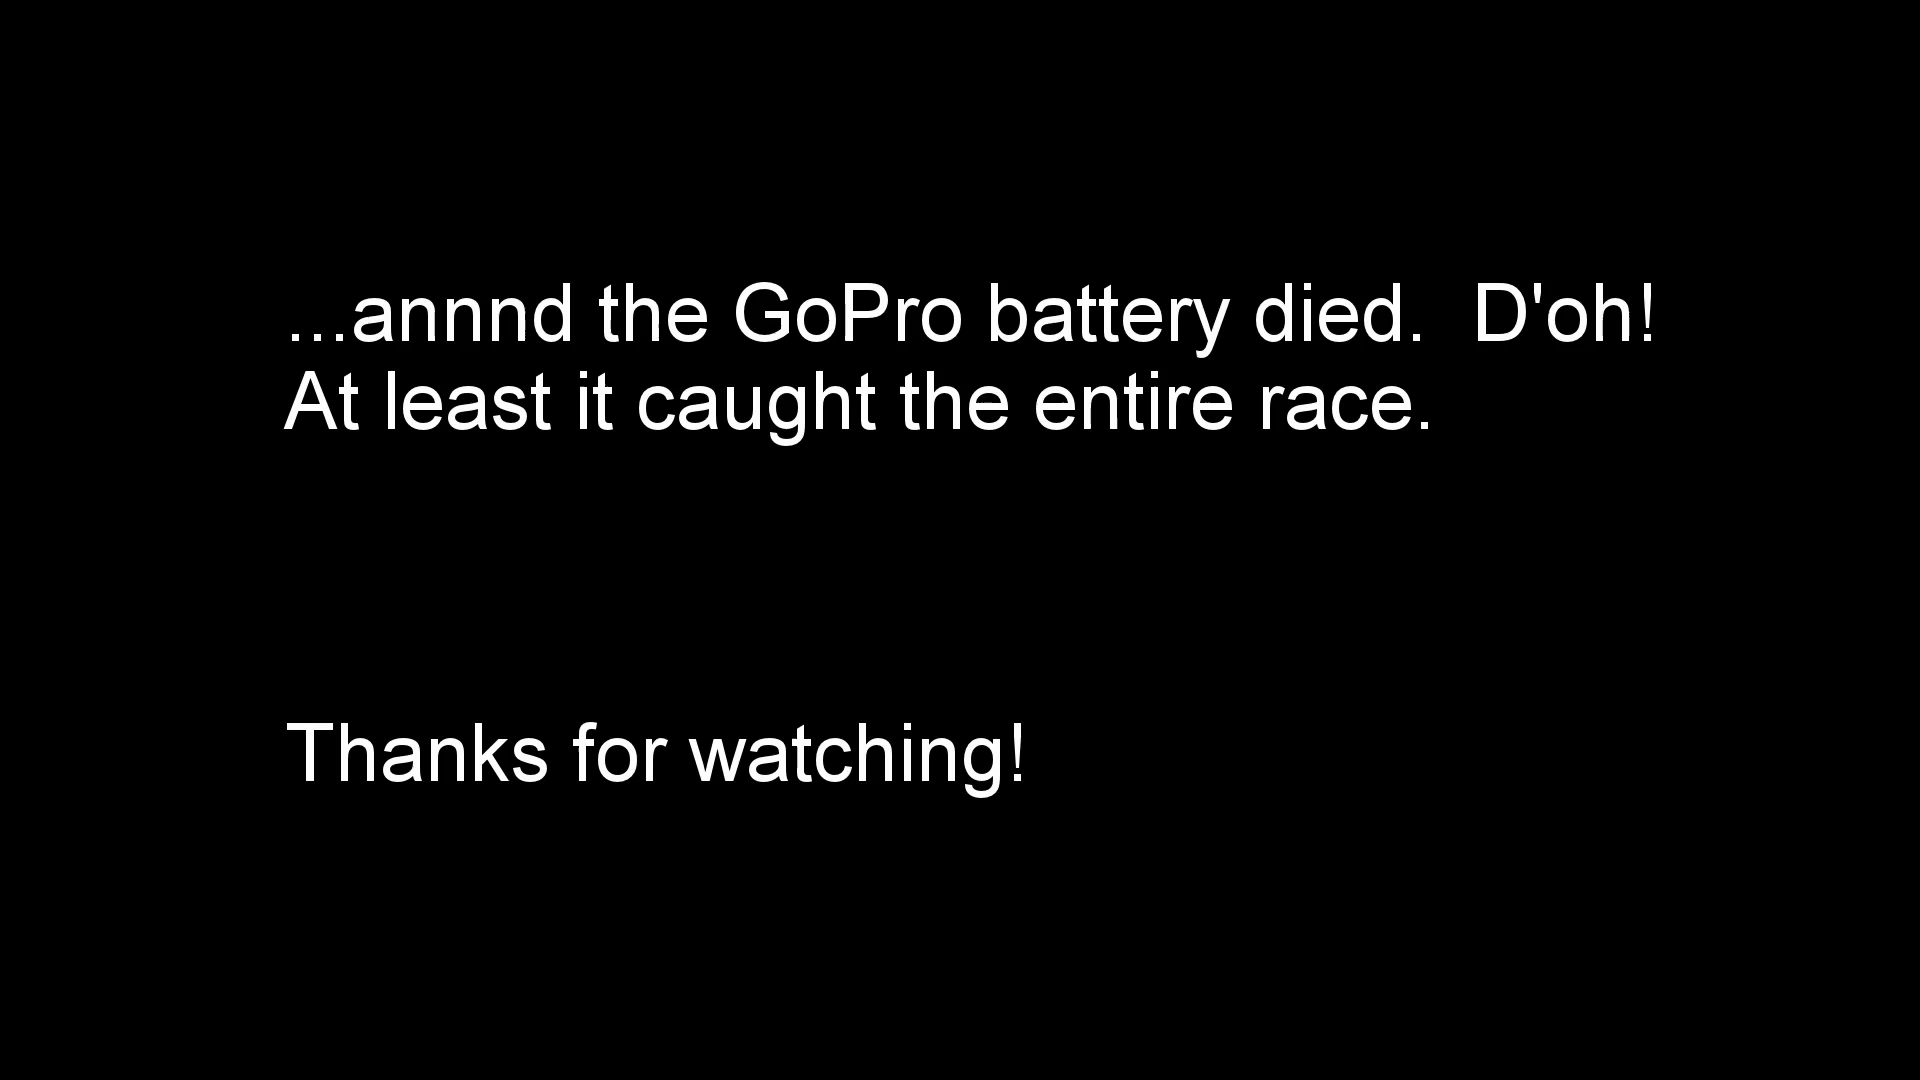 ...annnd the GoPro battery died.  D'oh!
At least it caught the entire race.
Thanks for watching!